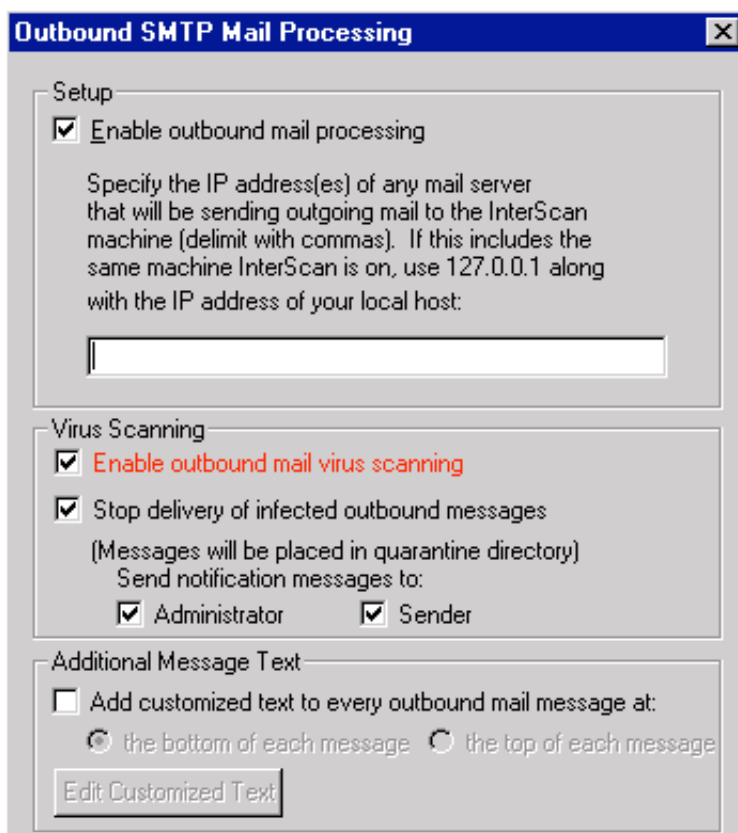 Outbound SMTP Mail Processing
Setup
Enable outbound mail processing
Specify the IP address(es) of any mail server
that will be sending outgoing mail to the InterScan
machine (delimit with commas).  If this includes the
same machine InterScan is on, use 127.0.0.1 along
with the IP address of your local host:
Virus Scanning
Enable outbound mail virus scanning
Stop delivery of infected outbound messages
(Messages will be placed in quarantine directory)
Send notification messages to:
Administrator Sender
Additional Message Text
Add customized text to every outbound mail message at:
the bottom of each message the top of each message
Edit Customized Text